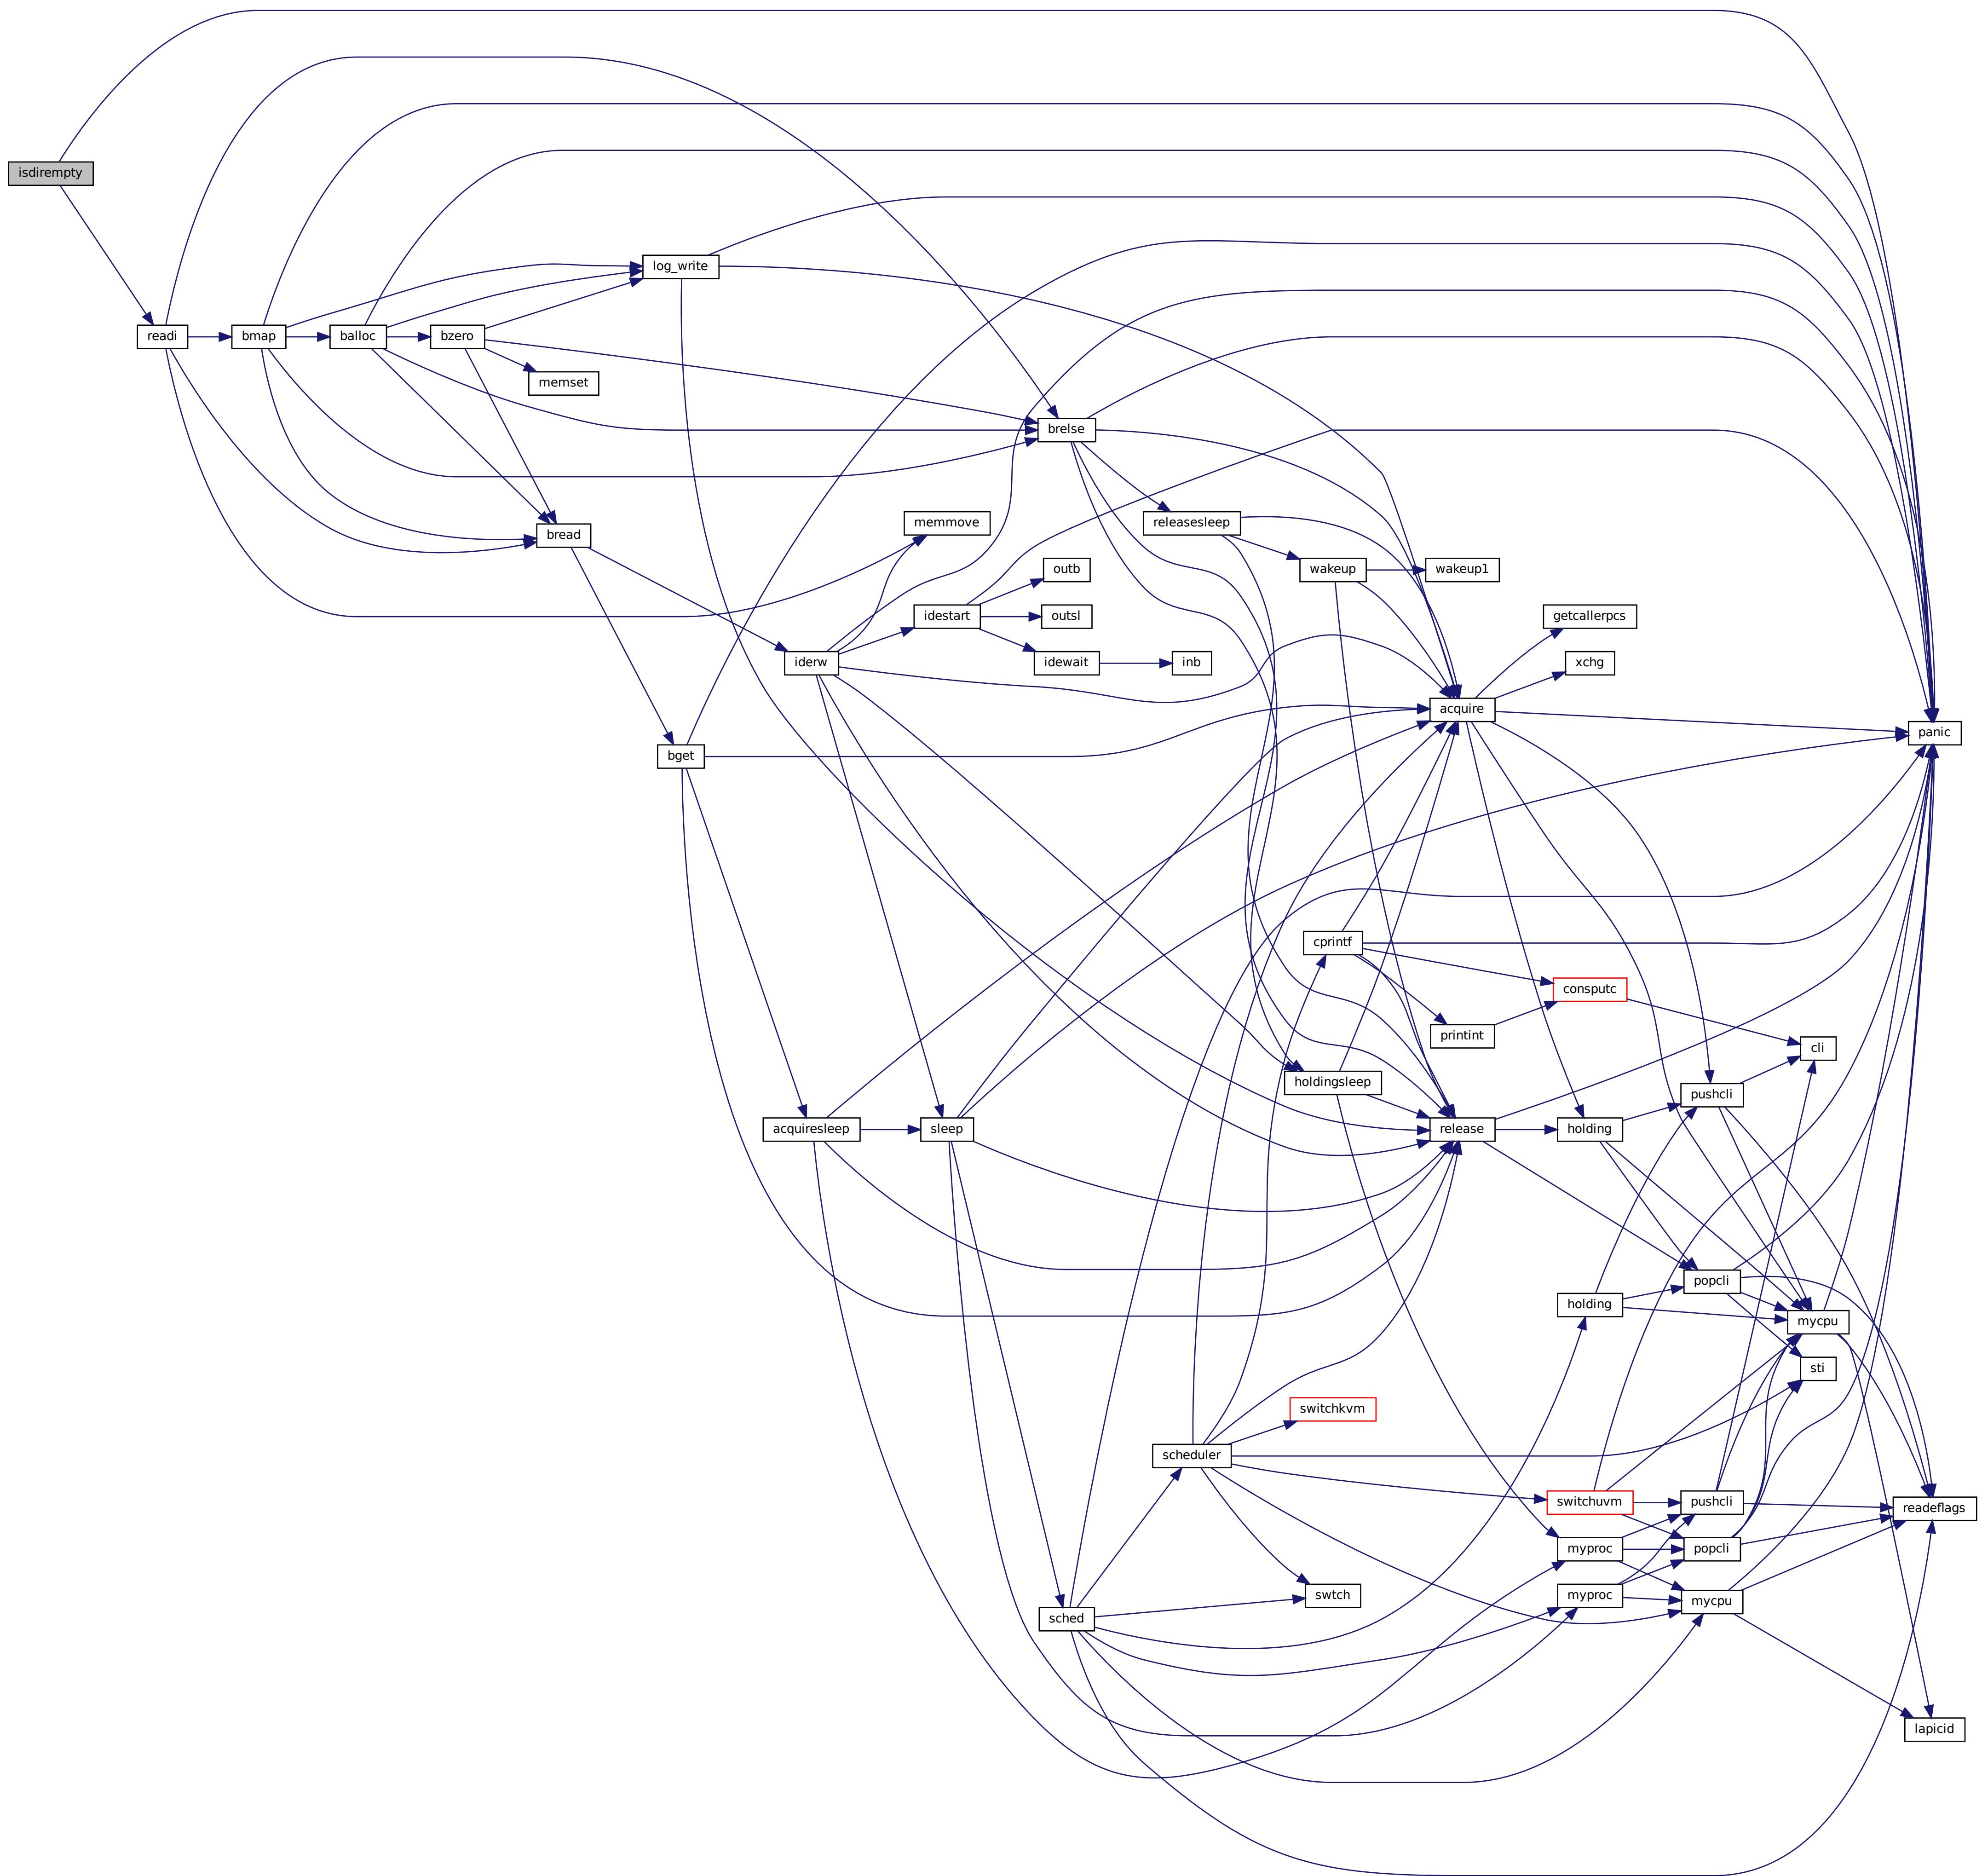 isdirempty
readi
bmap
balloc
bzero
log_write
memset
brelse
bread
memmove
releasesleep
outb
wakeup
wakeup1
idestart
outsl
getcallerpcs
iderw
idewait
inb
xchg
acquire
panic
bget
cprintf
consputc
printint
cli
holdingsleep
pushcli
acquiresleep
sleep
release
holding
popcli
holding
mycpu
sti
switchkvm
scheduler
switchuvm
pushcli
readeflags
myproc
popcli
swtch
myproc
mycpu
sched
lapicid